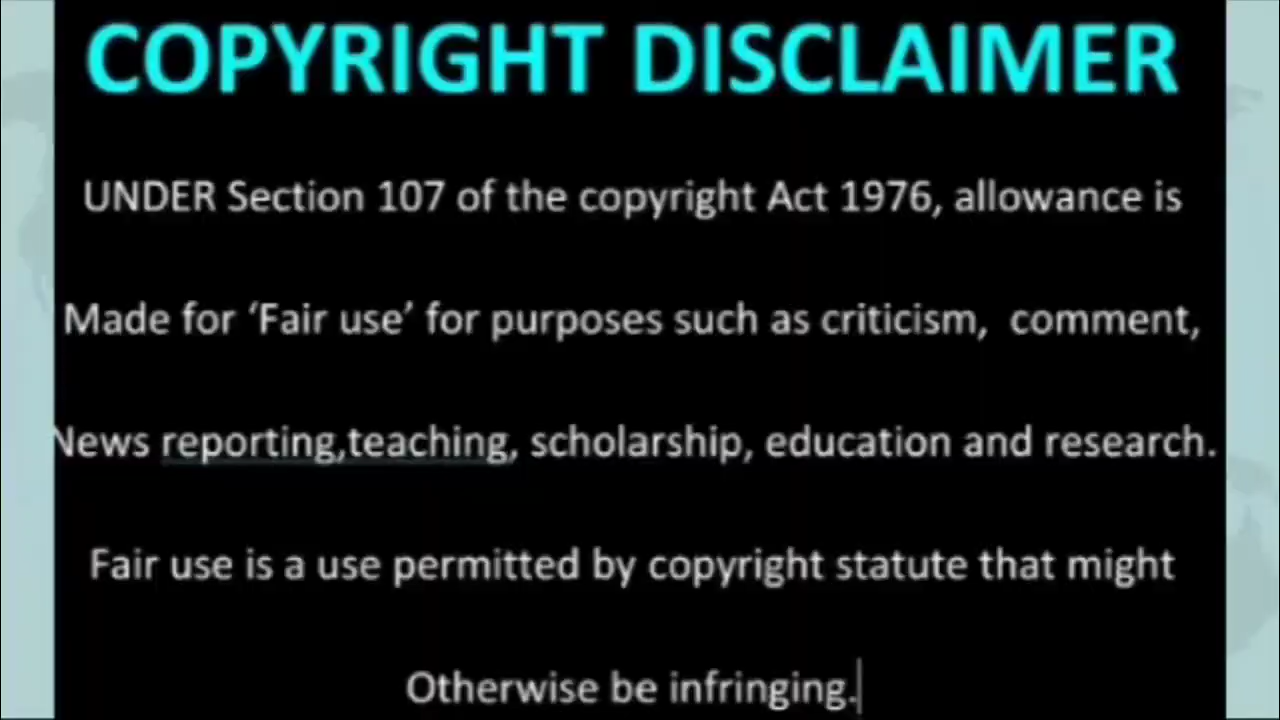 COPYRIGHT DISCLAIMER
UNDER Section 107 of the copyright Act 1976, allowance is
Made for ‘Fair use’ for purposes such as criticism,  comment,
News reporting,teaching, scholarship, education and research.
Fair use is a use permitted by copyright statute that might
Otherwise be infringing.